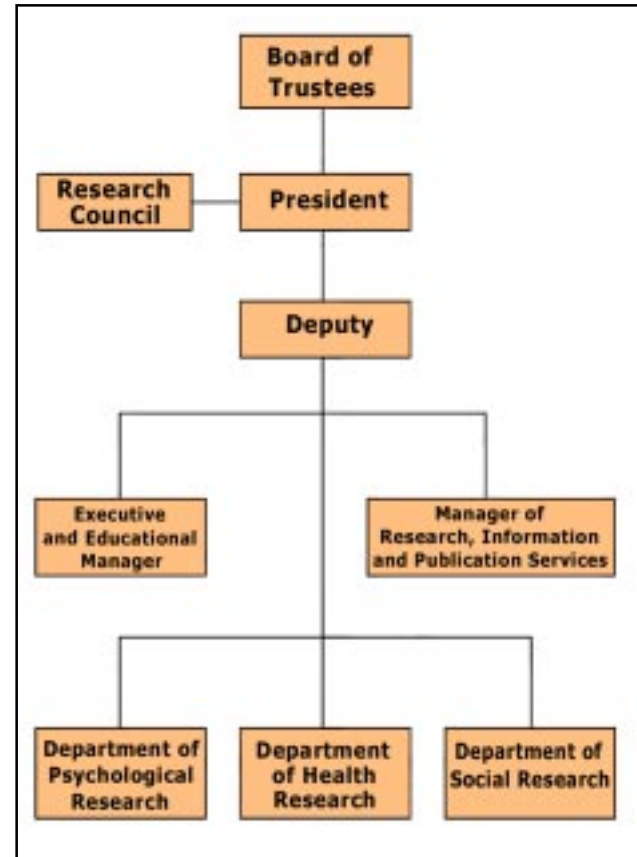 Board of
Trustees
Research
Council
President
Deputy
Executive
and Educational
Manager
Manager of
Research, Information
and Publication Services
Department of
Psychological
Research
Department
of Health
Research
Department of
Social Research